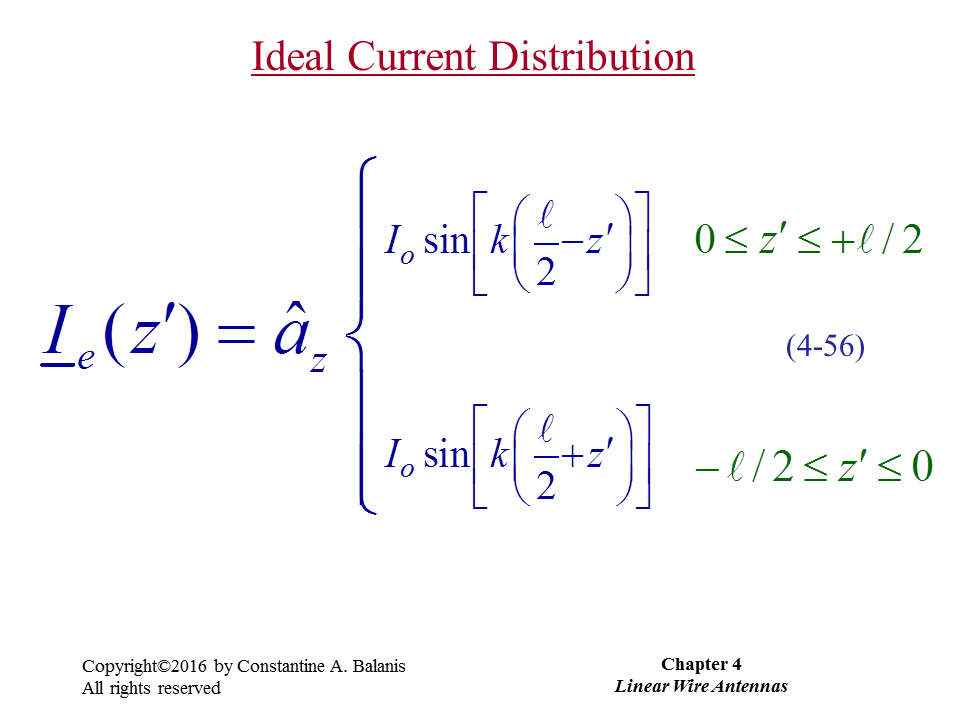 Ideal Current Distribution
I_o sin[k(ℓ/2−z′)] 0 ≤ z′ ≤ +ℓ / 2
I_e(z′) = â_z {
(4-56)
I_o sin[k(ℓ/2+z′)] − ℓ / 2 ≤ z′ ≤ 0
Copyright©2016 by Constantine A. Balanis
All rights reserved
Chapter 4
Linear Wire Antennas